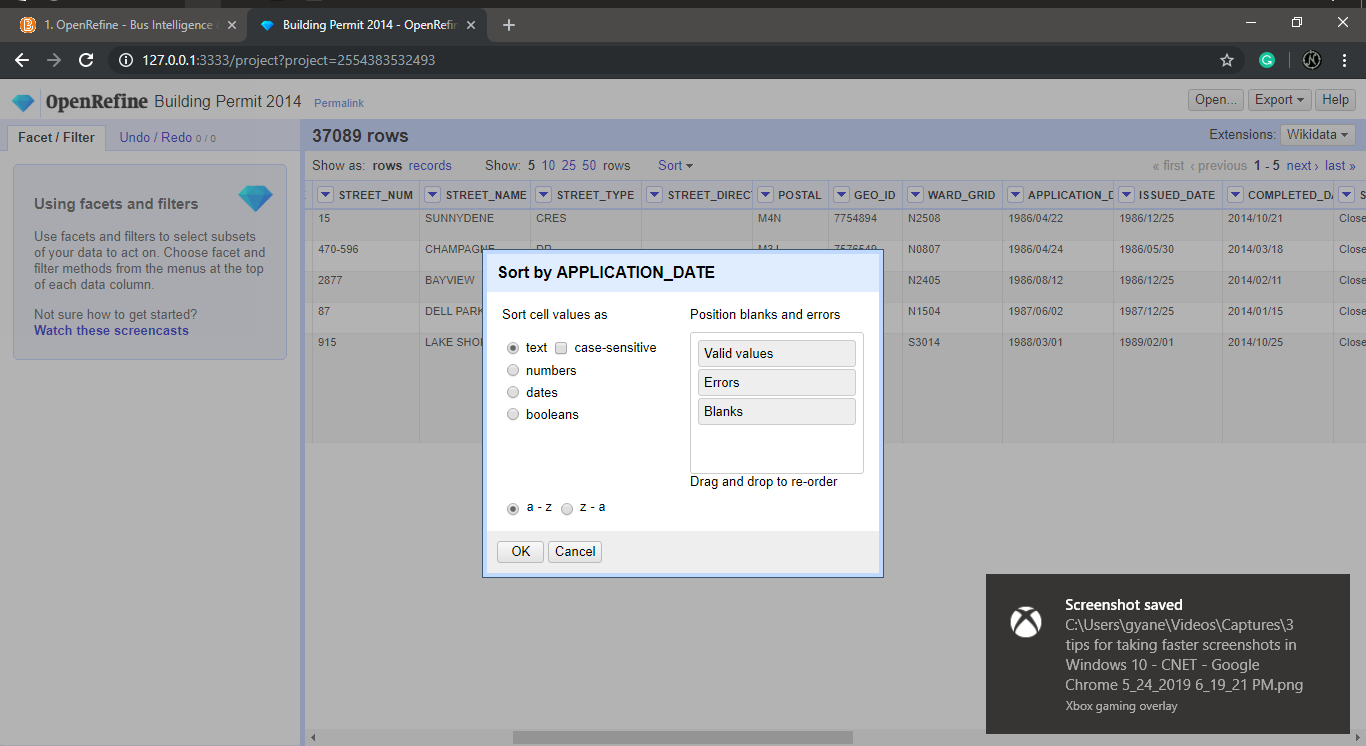 1. OpenRefine - Bus Intelligence
Building Permit 2014 - OpenRefin
127.0.0.1:3333/project?project=2554383532493
OpenRefine Building Permit 2014 Permalink
Open... Export Help
Facet / Filter Undo / Redo 0 / 0
37089 rows
Extensions: Wikidata
Show as: rows records Show: 5 10 25 50 rows Sort
« first ‹ previous 1 - 5 next › last »
STREET_NUM STREET_NAME STREET_TYPE STREET_DIREC POSTAL GEO_ID WARD_GRID APPLICATION_D ISSUED_DATE COMPLETED_DA S
15 SUNNYDENE CRES M4N 7754894 N2508 1986/04/22 1986/12/25 2014/10/21 Close
470-596 CHAMPAGNE DR M3J 7576549 N0807 1986/04/24 1986/05/30 2014/03/18 Close
2877 BAYVIEW N2405 1986/08/12 1986/12/25 2014/02/11 Close
87 DELL PARK N1504 1987/06/02 1987/12/25 2014/01/15 Close
915 LAKE SHO S3014 1988/03/01 1989/02/01 2014/10/25 Close
Using facets and filters
Use facets and filters to select subsets
of your data to act on. Choose facet and
filter methods from the menus at the top
of each data column.
Not sure how to get started?
Watch these screencasts
Sort by APPLICATION_DATE
Sort cell values as
Position blanks and errors
text case-sensitive
numbers
dates
booleans
Valid values
Errors
Blanks
Drag and drop to re-order
a - z z - a
OK Cancel
Screenshot saved
C:\Users\gyane\Videos\Captures\3
tips for taking faster screenshots in
Windows 10 - CNET - Google
Chrome 5_24_2019 6_19_21 PM.png
Xbox gaming overlay